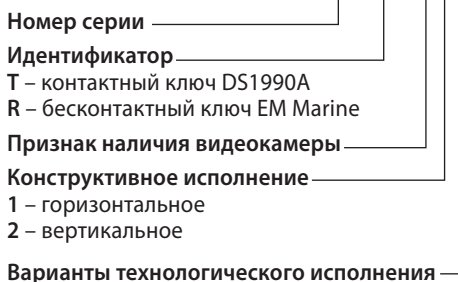 Номер серии
Идентификатор
T – контактный ключ DS1990A
R – бесконтактный ключ EM Marine
Признак наличия видеокамеры
Конструктивное исполнение
1 – горизонтальное
2 – вертикальное
Варианты технологического исполнения